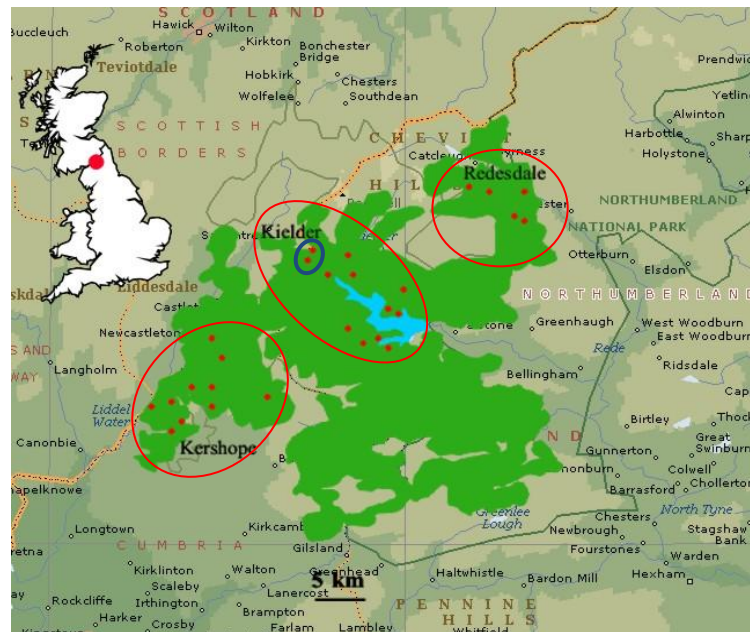 SCOTLAND
Hawick
Wilton
Buccleuch
Roberton
Kirkton
Bonchester
Bridge
Teviotdale
Hobkirk
Chesters
Wolfelee
Southdean
Prendwick
Yetlin
Alwinton
SCOTTISH
BORDERS
CHEVIOT
HILLS
Harbottle
Sharp
Holystone
Catcleugh
Redesdale
NORTHUMBERLAND
NATIONAL PARK
Kielder
Otterburn
Elsdon
Liddesdale
NORTHUMBERLAND
Newcastleton
Greenhaugh
West Woodburn
East Woodburn
Rede
Ridsdale
Langholm
Bellingham
Liddel
Water
Birtley
Canonbie
Kershope
Great
Swinburn
Gunnerton
Colwell
Chollerton
Barrasford
Longtown
Greenlee
Lough
Chesters
North Tyne
Stagshaw
Bank
CUMBRIA
Gilsland
Newbrough
Fourstones
Warden
Kirklinton
Walton
Greenhead
Haltwhistle
Bardon Mill
Hexham
Scaleby
Irthington
Lanercost
5 km
Rockcliffe
Brampton
PENNINE
HILLS
Harker
Crosby
Farlam
Lambley